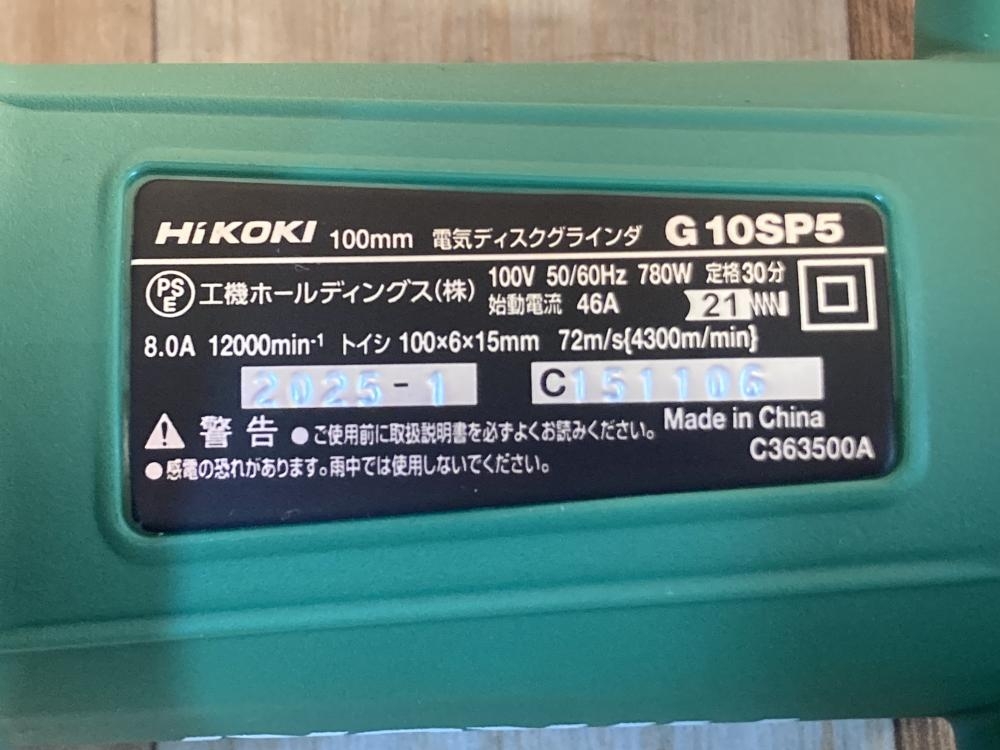 HiKOKI 100mm 電気ディスクグラインダ G10SP5
PSE 工機ホールディングス(株) 100V 50/60Hz 780W 定格30分
始動電流 46A 21
8.0A 12000min⁻¹ トイシ 100×6×15mm 72m/s{4300m/min}
2025-1 C151106
警告 ●ご使用前に取扱説明書を必ずよくお読みください。 Made in China
●感電の恐れがあります。雨中では使用しないでください。 C363500A